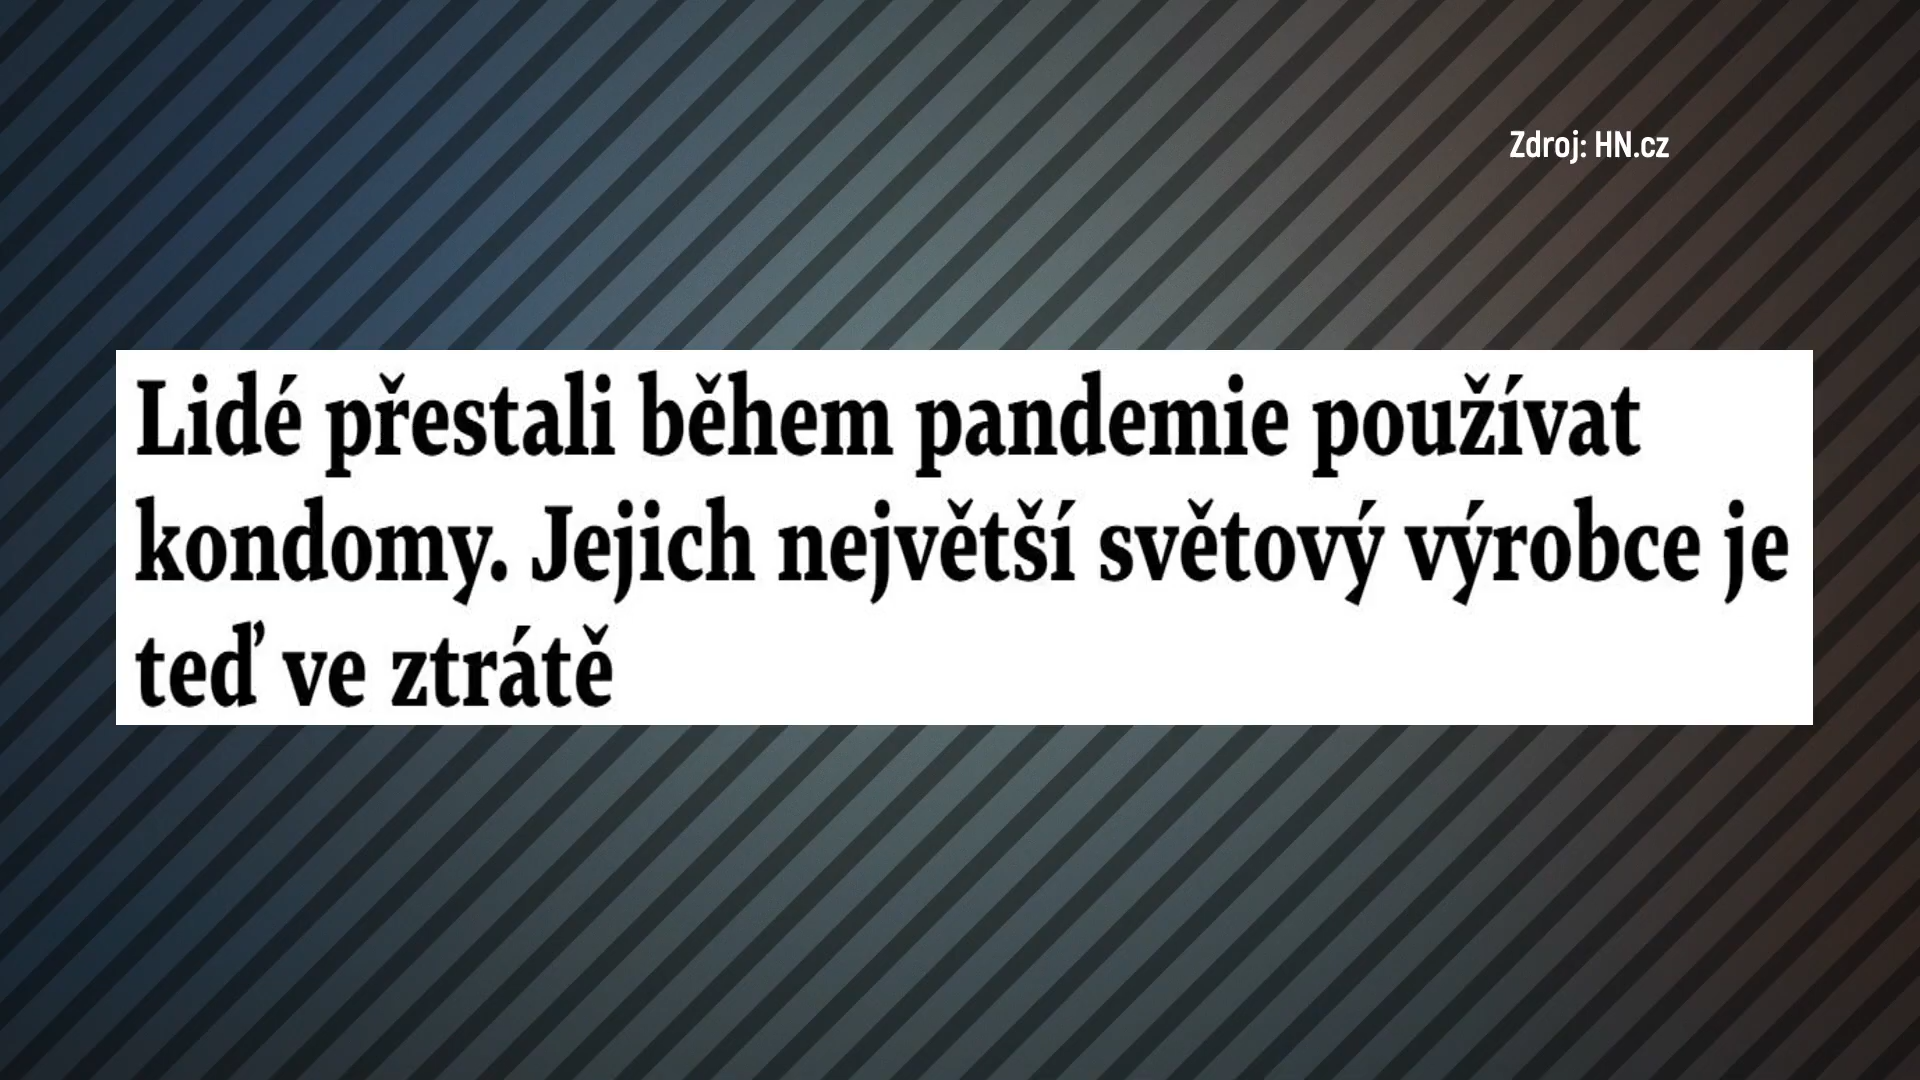 Zdroj: HN.cz
Lidé přestali během pandemie používat
kondomy. Jejich největší světový výrobce je
teď ve ztrátě